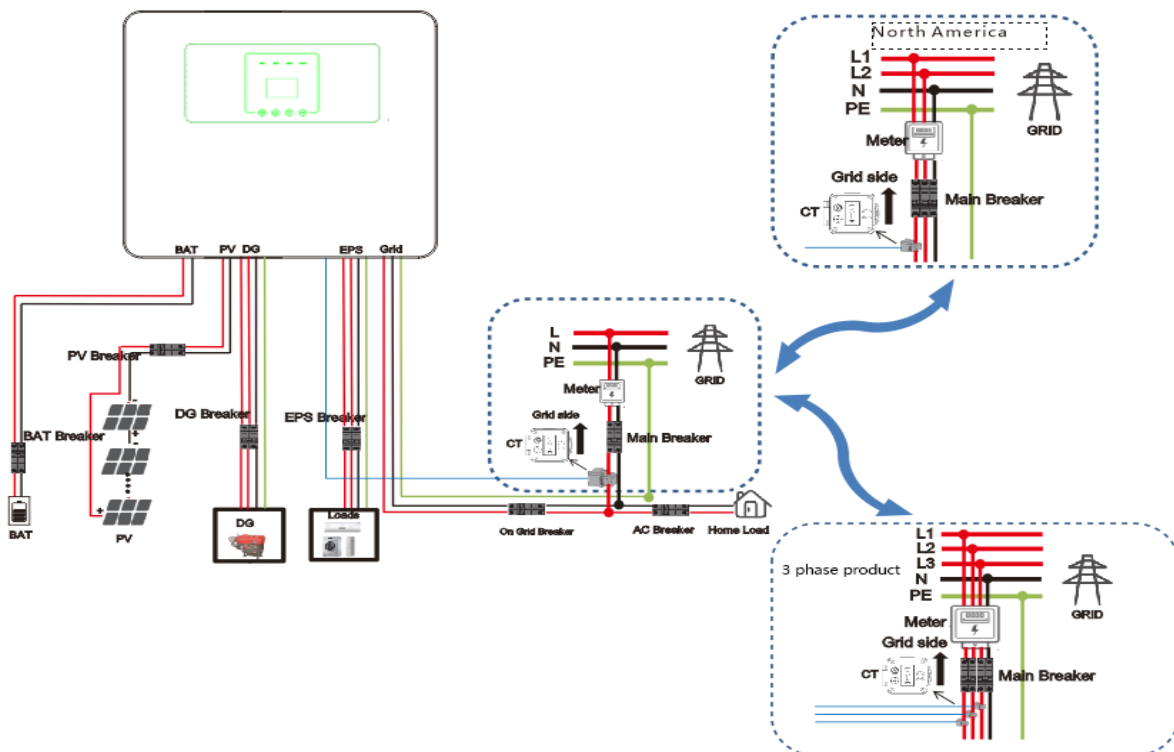 BAT
PV
DG
EPS
Grid
PV Breaker
-
+
-
+
BAT Breaker
DG Breaker
EPS Breaker
BAT
PV
DG
Loads
L
N
PE
GRID
Meter
Grid side
CT
Main Breaker
On Grid Breaker
AC Breaker
Home Load
North America
L1
L2
N
PE
GRID
Meter
Grid side
CT
Main Breaker
3 phase product
L1
L2
L3
N
PE
GRID
Meter
Grid side
CT
Main Breaker